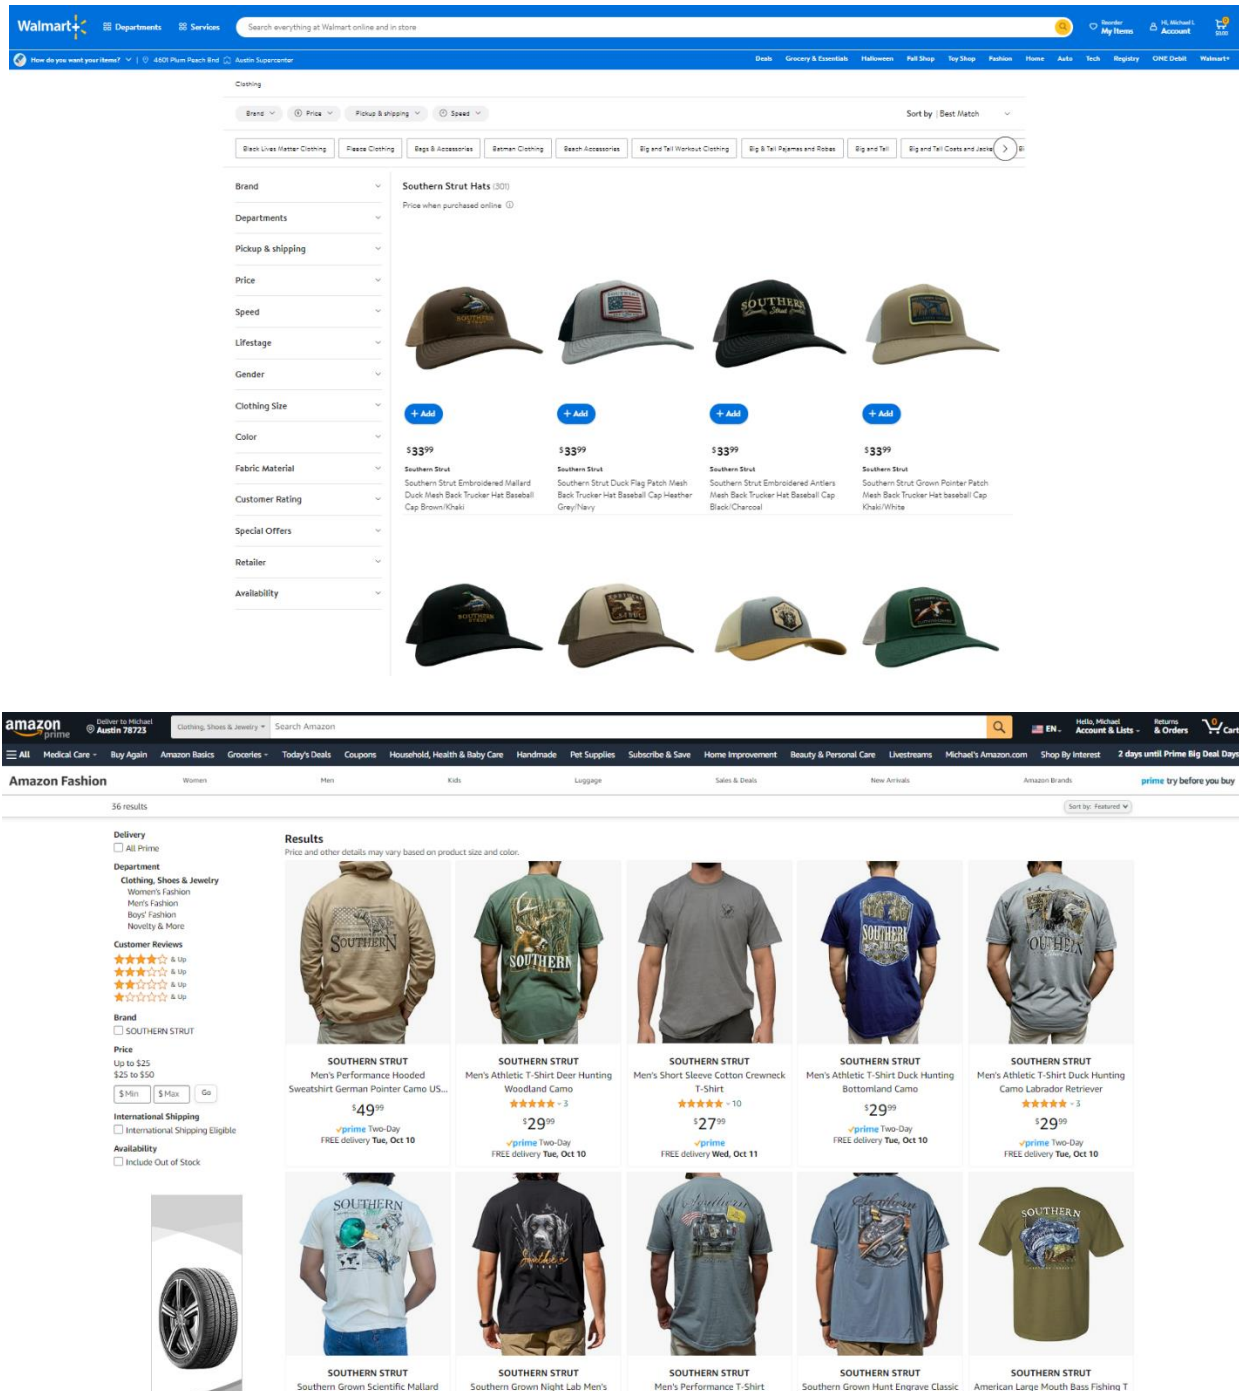 Walmart+ Departments Services Search everything at Walmart online and in store Reorder My Items Hi, Michael L Account 0 $0.00
How do you want your items? | 4601 Plum Peach Bnd Austin Supercenter Deals Grocery & Essentials Halloween Fall Shop Toy Shop Fashion Home Auto Tech Registry ONE Debit Walmart+
Clothing
Brand Price Pickup & shipping Speed Sort by | Best Match
Black Lives Matter Clothing Fleece Clothing Bags & Accessories Batman Clothing Beach Accessories Big and Tall Workout Clothing Big & Tall Pajamas and Robes Big and Tall Big and Tall Coats and Jacke
Brand
Departments
Pickup & shipping
Price
Speed
Lifestage
Gender
Clothing Size
Color
Fabric Material
Customer Rating
Special Offers
Retailer
Availability
Southern Strut Hats (301)
Price when purchased online
SOUTHERN
STRUT
SOUTHERN
Strut
+ Add + Add + Add + Add
$33.99 $33.99 $33.99 $33.99
Southern Strut Southern Strut Southern Strut Southern Strut
Southern Strut Embroidered Mallard Southern Strut Duck Flag Patch Mesh Southern Strut Embroidered Antlers Southern Strut Grown Pointer Patch
Duck Mesh Back Trucker Hat Baseball Back Trucker Hat Baseball Cap Heather Mesh Back Trucker Hat Baseball Cap Mesh Back Trucker Hat baseball Cap
Cap Brown/Khaki Grey/Navy Black/Charcoal Khaki/White
SOUTHERN
STRUT
amazon prime Deliver to Michael Austin 78723 Clothing, Shoes & Jewelry Search Amazon EN Hello, Michael Account & Lists Returns & Orders 0 Cart
All Medical Care Buy Again Amazon Basics Groceries Today's Deals Coupons Household, Health & Baby Care Handmade Pet Supplies Subscribe & Save Home Improvement Beauty & Personal Care Livestreams Michael's Amazon.com Shop By Interest 2 days until Prime Big Deal Days
Amazon Fashion Women Men Kids Luggage Sales & Deals New Arrivals Amazon Brands prime try before you buy
36 results Sort by: Featured
Delivery
All Prime
Department
Clothing, Shoes & Jewelry
Women's Fashion
Men's Fashion
Boys' Fashion
Novelty & More
Customer Reviews
& Up
& Up
& Up
& Up
Brand
SOUTHERN STRUT
Price
Up to $25
$25 to $50
$ Min $ Max Go
International Shipping
International Shipping Eligible
Availability
Include Out of Stock
Results
Price and other details may vary based on product size and color.
SOUTHERN SOUTHERN SOUTHERN SOUTHERN
SOUTHERN STRUT SOUTHERN STRUT SOUTHERN STRUT SOUTHERN STRUT SOUTHERN STRUT
Men's Performance Hooded Men's Athletic T-Shirt Deer Hunting Men's Short Sleeve Cotton Crewneck Men's Athletic T-Shirt Duck Hunting Men's Athletic T-Shirt Duck Hunting
Sweatshirt German Pointer Camo US... Woodland Camo T-Shirt Bottomland Camo Camo Labrador Retriever
3 10 3
$49.99 $29.99 $27.99 $29.99 $29.99
prime Two-Day prime Two-Day prime prime Two-Day prime Two-Day
FREE delivery Tue, Oct 10 FREE delivery Tue, Oct 10 FREE delivery Wed, Oct 11 FREE delivery Tue, Oct 10 FREE delivery Tue, Oct 10
SOUTHERN Southern Southern Southern SOUTHERN
SOUTHERN STRUT SOUTHERN STRUT SOUTHERN STRUT SOUTHERN STRUT SOUTHERN STRUT
Southern Grown Scientific Mallard Southern Grown Night Lab Men's Men's Performance T-Shirt Southern Grown Hunt Engrave Classic American Large Mouth Bass Fishing T